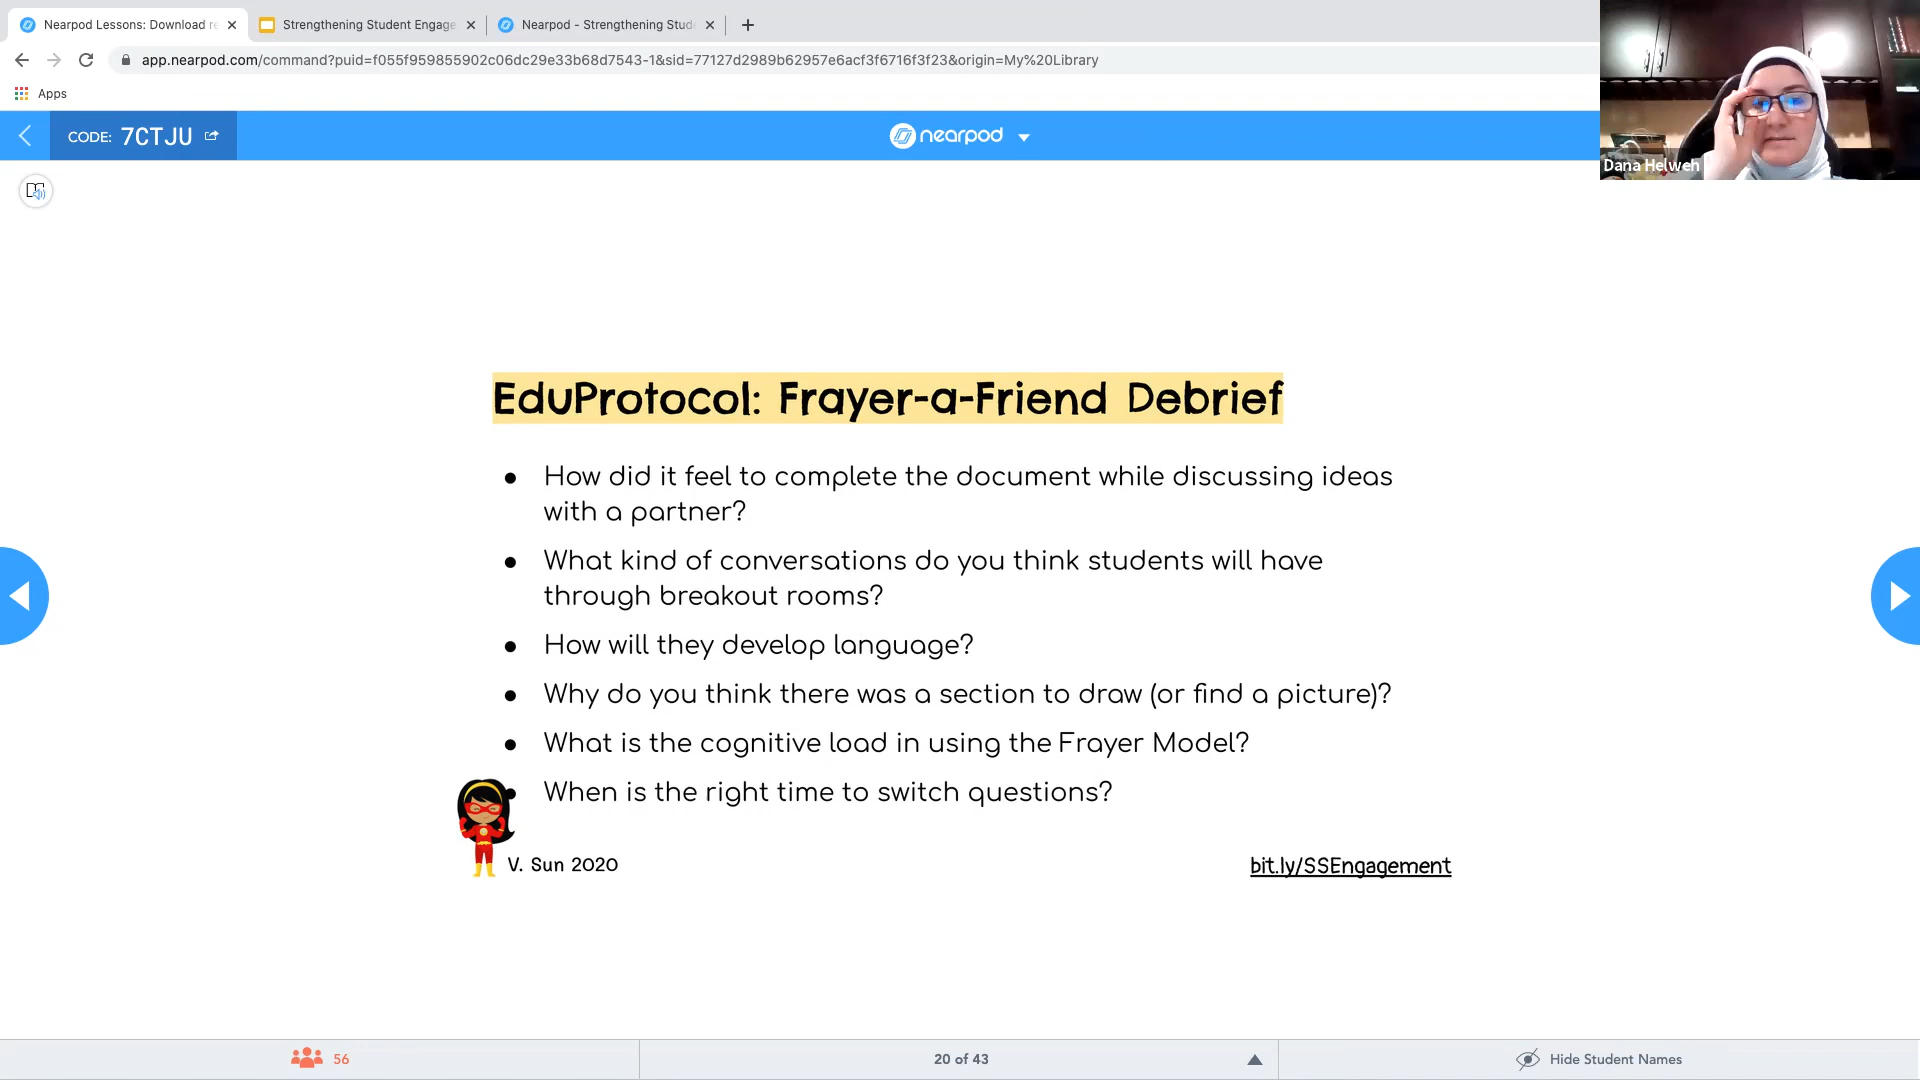 Nearpod Lessons: Download re
Strengthening Student Engage
Nearpod - Strengthening Stud
app.nearpod.com/command?puid=f055f959855902c06dc29e33b68d7543-1&sid=77127d2989b62957e6acf3f6716f3f23&origin=My%20Library
Apps
CODE: 7CTJU
nearpod
Dana Helweh
EduProtocol: Frayer-a-Friend Debrief
● How did it feel to complete the document while discussing ideas
with a partner?
● What kind of conversations do you think students will have
through breakout rooms?
● How will they develop language?
● Why do you think there was a section to draw (or find a picture)?
● What is the cognitive load in using the Frayer Model?
● When is the right time to switch questions?
V. Sun 2020
bit.ly/SSEngagement
56
20 of 43
Hide Student Names